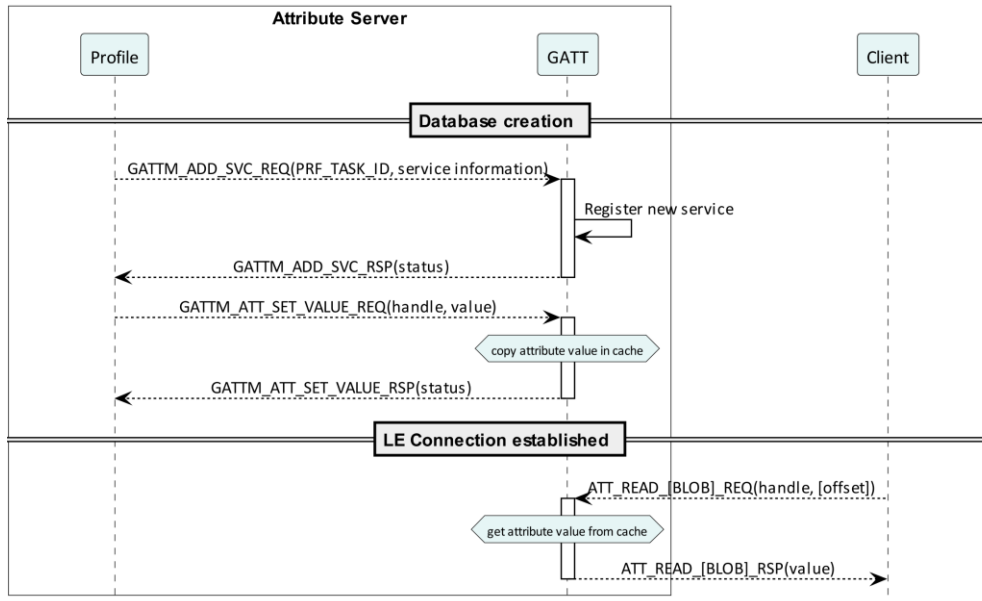 Attribute Server
Profile
GATT
Client
Database creation
GATTM_ADD_SVC_REQ(PRF_TASK_ID, service information)
Register new service
GATTM_ADD_SVC_RSP(status)
GATTM_ATT_SET_VALUE_REQ(handle, value)
copy attribute value in cache
GATTM_ATT_SET_VALUE_RSP(status)
LE Connection established
ATT_READ_[BLOB]_REQ(handle, [offset])
get attribute value from cache
ATT_READ_[BLOB]_RSP(value)